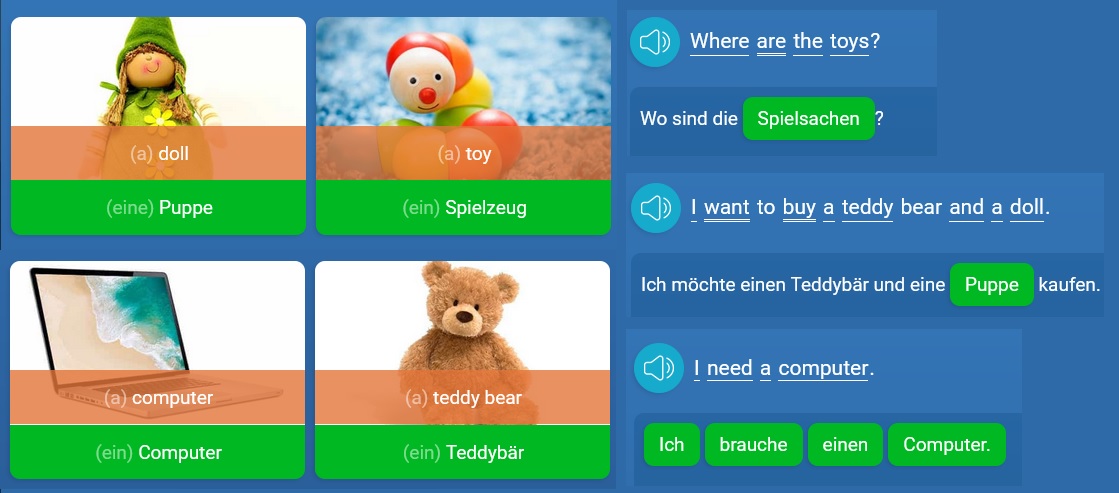 (a) doll
(eine) Puppe
(a) toy
(ein) Spielzeug
(a) computer
(ein) Computer
(a) teddy bear
(ein) Teddybär
Where are the toys?
Wo sind die Spielsachen ?
I want to buy a teddy bear and a doll.
Ich möchte einen Teddybär und eine Puppe kaufen.
I need a computer.
Ich brauche einen Computer.